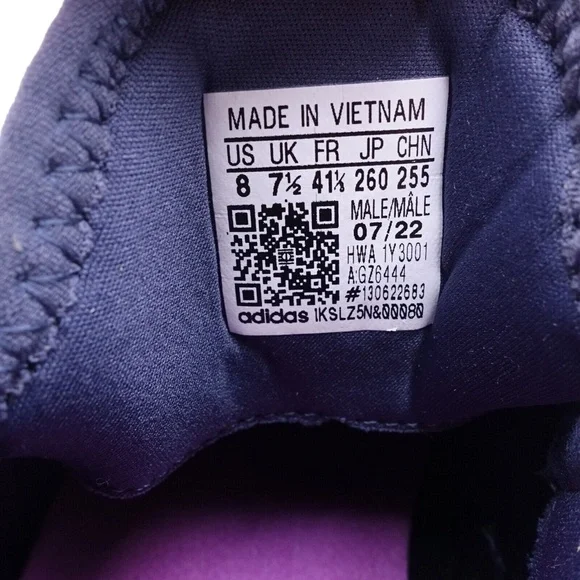 MADE IN VIETNAM
US UK FR JP CHN
8 7½ 41⅓ 260 255
MALE/MÂLE
07/22
HWA 1Y3001
A:GZ6444
#130622683
adidas 1KSLZ5N&00080